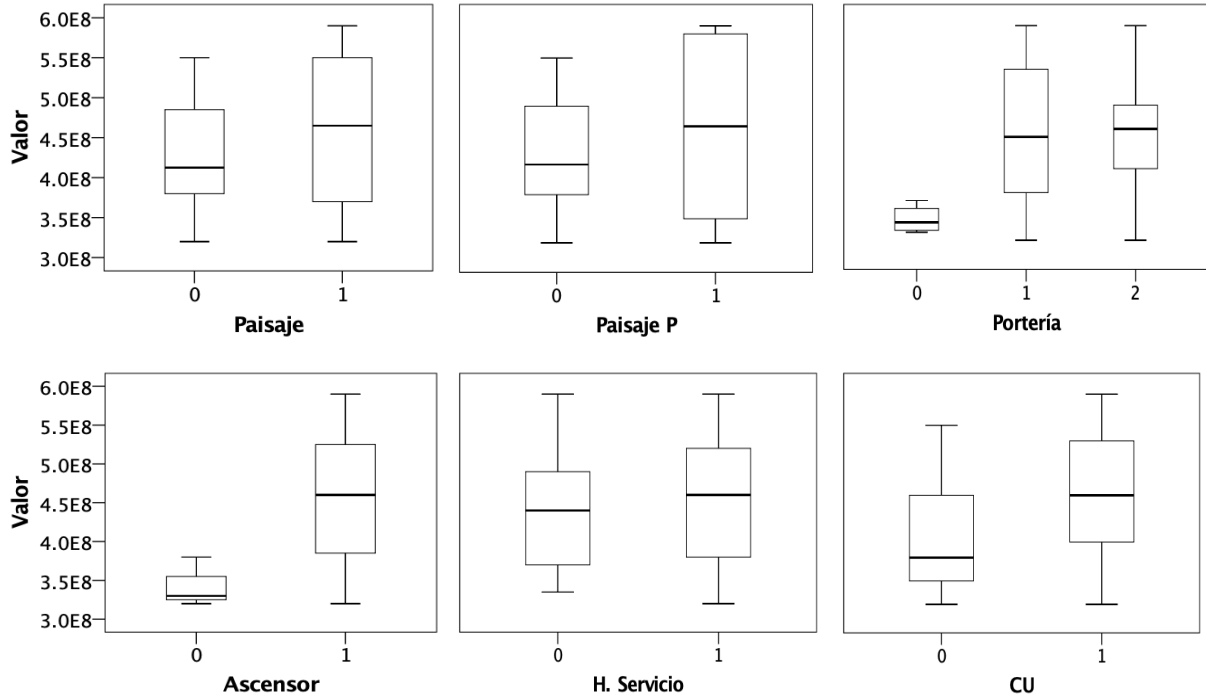 6.0E8
5.5E8
5.0E8
4.5E8
4.0E8
3.5E8
3.0E8
Valor
0 1
Paisaje
0 1
Paisaje P
0 1 2
Portería
6.0E8
5.5E8
5.0E8
4.5E8
4.0E8
3.5E8
3.0E8
Valor
0 1
Ascensor
0 1
H. Servicio
0 1
CU